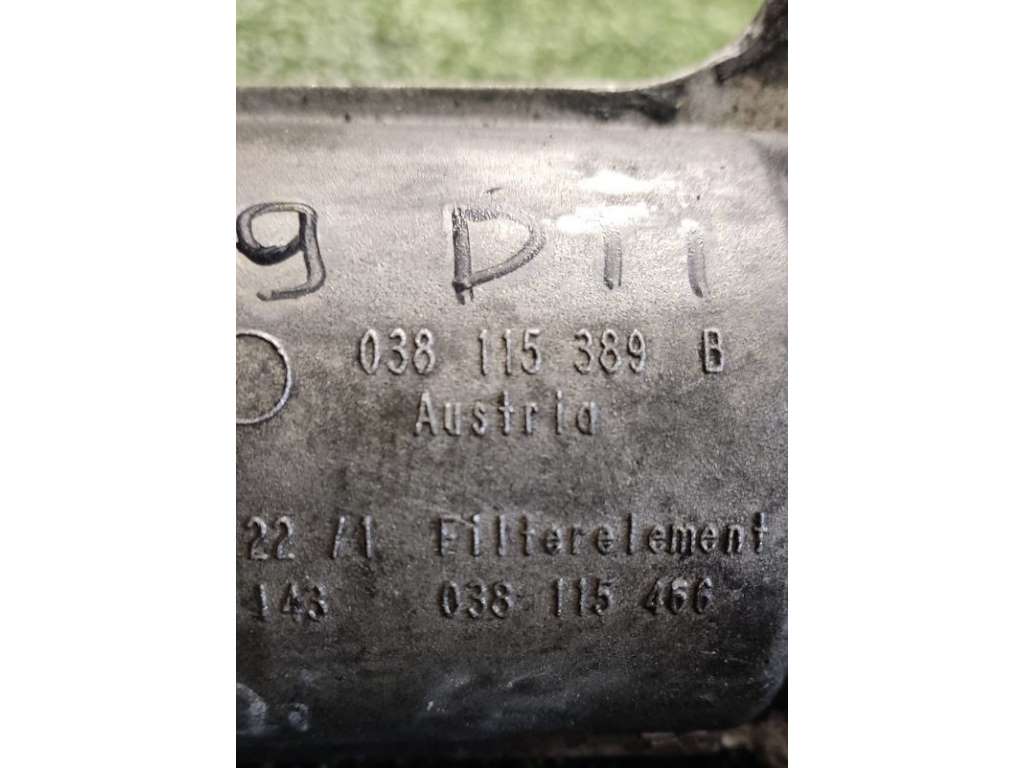 9 DTI
038 115 389 B
Austria
22 /1 Filterelement
143 038 115 466